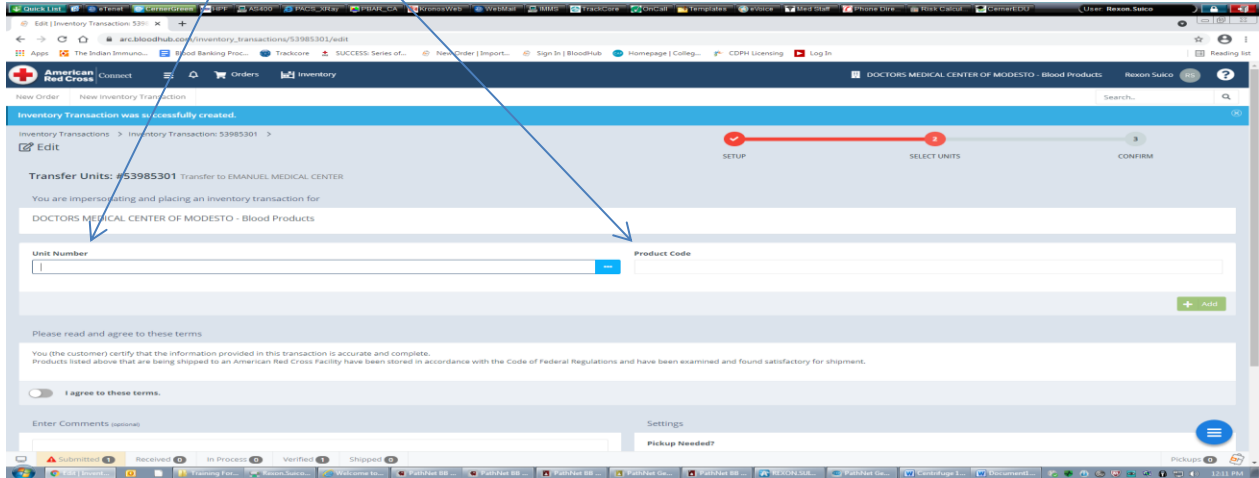 Quick List eTenet CernerGreen HPF AS400 PACS_XRay PBAR_CA KronosWeb WebMail IMMS TrackCore OnCall Templates eVoice Med Staff Phone Dire... Risk Calcul CernerEDU User: Rexon.Suico
Edit | Inventory Transaction: 539
arc.bloodhub.com/inventory_transactions/53985301/edit
Apps The Indian Immuno... Blood Banking Proc... Trackcore SUCCESS: Series of... New Order | Import... Sign In | BloodHub Homepage | Colleg... CDPH Licensing Log In Reading list
American Red Cross Connect Orders Inventory DOCTORS MEDICAL CENTER OF MODESTO - Blood Products Rexon Suico RS ?
New Order New Inventory Transaction Search...
Inventory Transaction was successfully created.
Inventory Transactions > Inventory Transaction: 53985301 >
Edit
2 3
SETUP SELECT UNITS CONFIRM
Transfer Units: #53985301 Transfer to EMANUEL MEDICAL CENTER
You are impersonating and placing an inventory transaction for
DOCTORS MEDICAL CENTER OF MODESTO - Blood Products
Unit Number Product Code
+ Add
Please read and agree to these terms
You (the customer) certify that the information provided in this transaction is accurate and complete.
Products listed above that are being shipped to an American Red Cross Facility have been stored in accordance with the Code of Federal Regulations and have been examined and found satisfactory for shipment.
I agree to these terms.
Enter Comments (optional) Settings
Pickup Needed?
Submitted 1 Received 0 In Process 0 Verified 1 Shipped 0 Pickups 0
Edit | Invent... Training For... Rexon.Suico... Welcome to... PathNet BB ... PathNet BB ... PathNet BB ... PathNet Ge... PathNet BB ... REXON.SUI... PathNet Ge... Centrifuge I... Document1... 12:11 PM